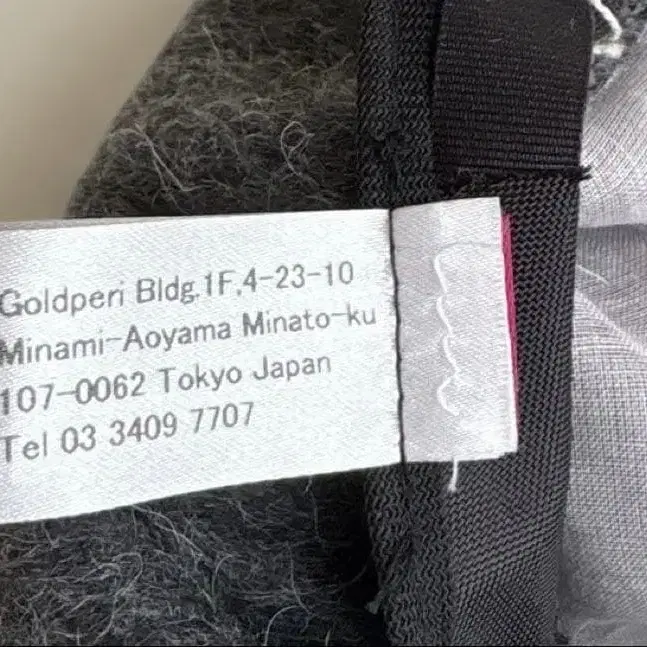 Goldperi Bldg.1F,4-23-10
Minami-Aoyama Minato-ku
107-0062 Tokyo Japan
Tel 03 3409 7707